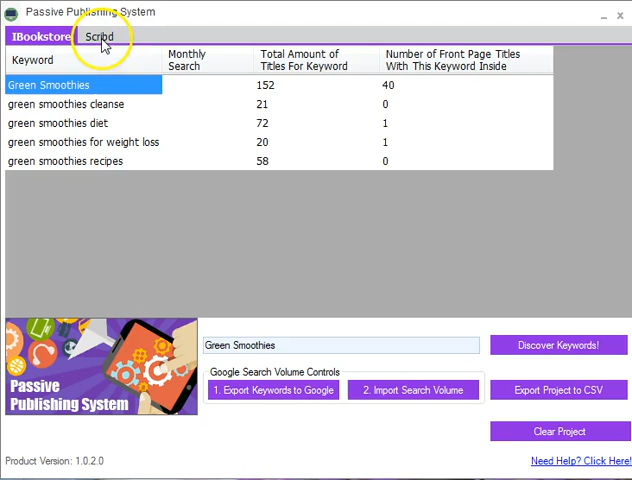 Passive Publishing System
IBookstore Scribd
Keyword
Monthly
Search
Total Amount of
Titles For Keyword
Number of Front Page Titles
With This Keyword Inside
Green Smoothies 152 40
green smoothies cleanse 21 0
green smoothies diet 72 1
green smoothies for weight loss 20 1
green smoothies recipes 58 0
Passive
Publishing System
Green Smoothies
Discover Keywords!
Google Search Volume Controls
1. Export Keywords to Google
2. Import Search Volume
Export Project to CSV
Clear Project
Product Version: 1.0.2.0
Need Help? Click Here!